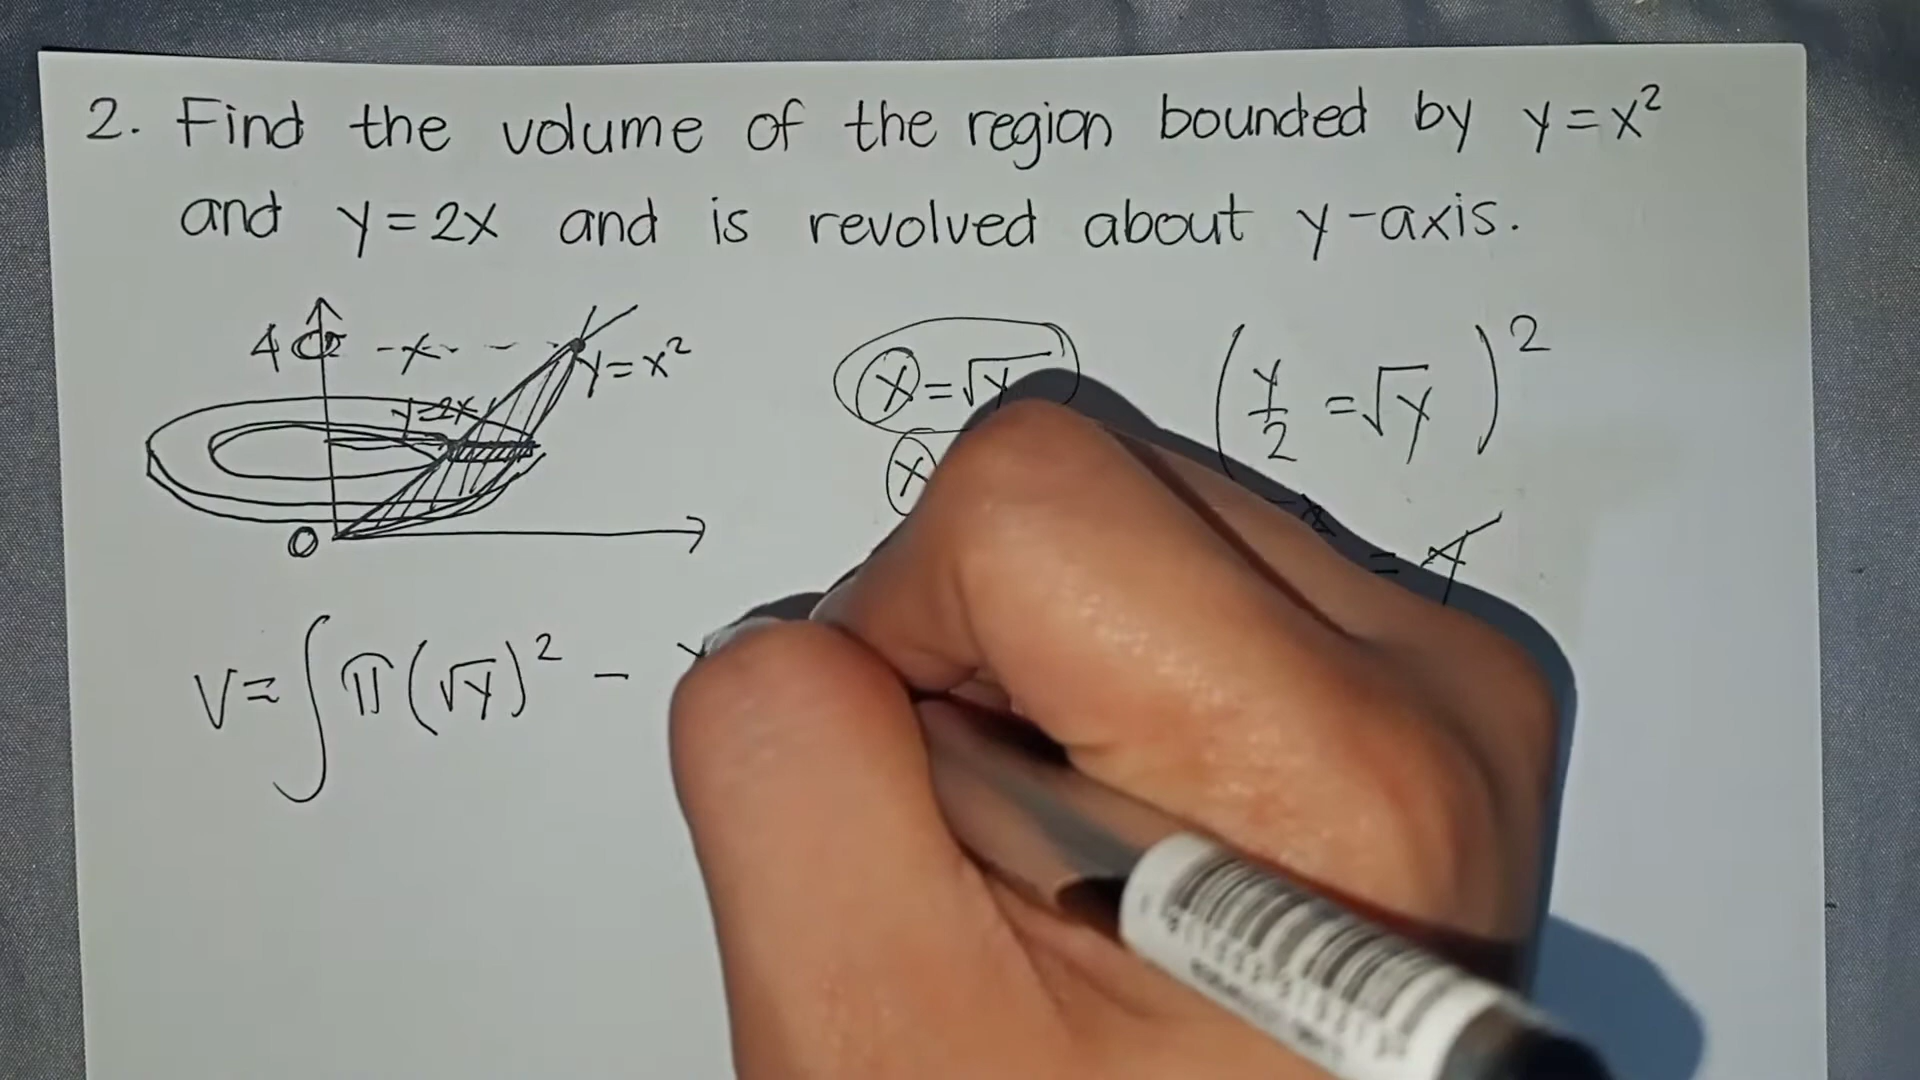 2. Find the volume of the region bounded by y=x²
and y=2x and is revolved about y-axis.
4
y=x²
y=2x
0
x=√y
x
(y/2 =√y)²
= 4
V=∫π(√y)² -